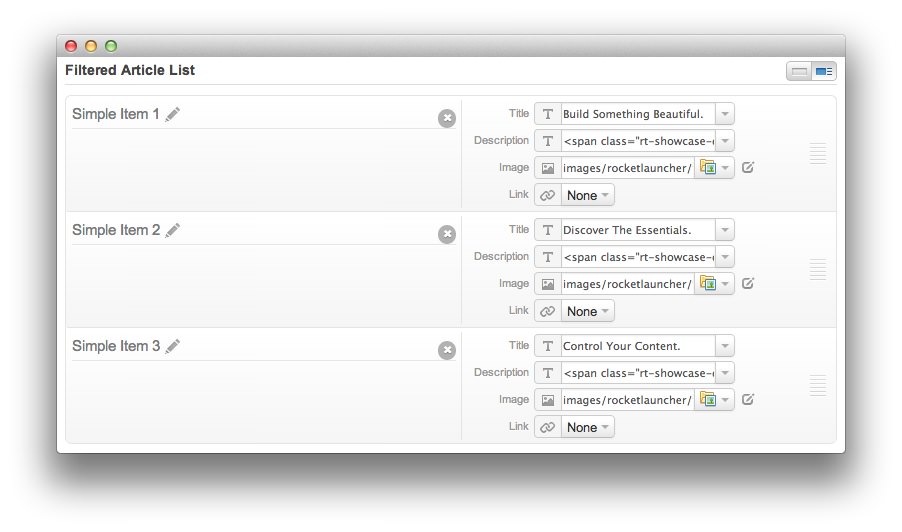 Filtered Article List
Simple Item 1
Title T Build Something Beautiful.
Description T <span class="rt-showcase-
Image images/rocketlauncher/
Link None
Simple Item 2
Title T Discover The Essentials.
Description T <span class="rt-showcase-
Image images/rocketlauncher/
Link None
Simple Item 3
Title T Control Your Content.
Description T <span class="rt-showcase-
Image images/rocketlauncher/
Link None